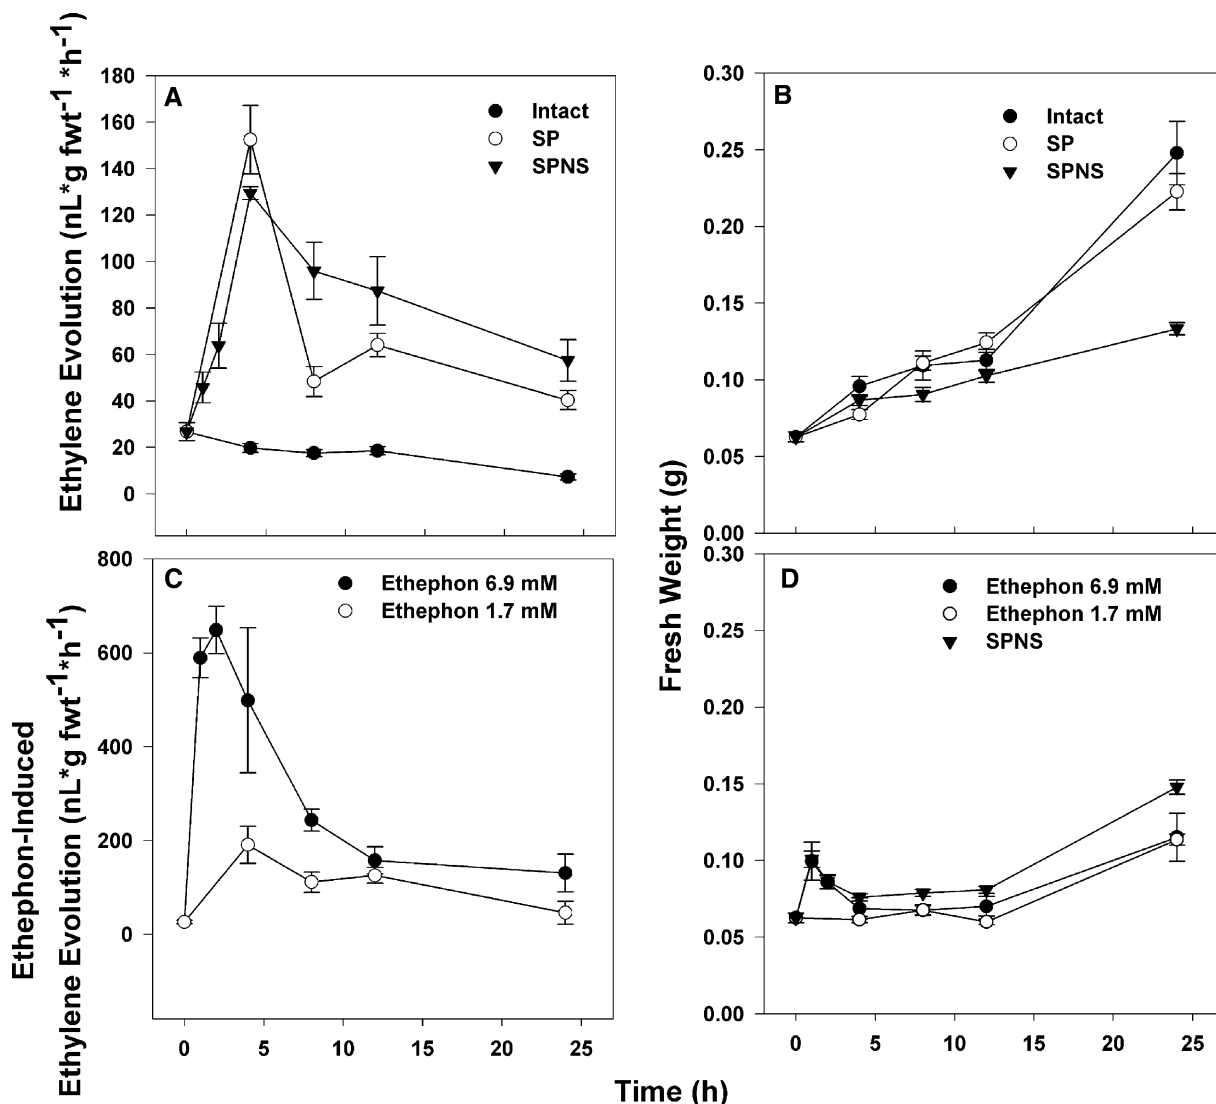 A
Intact
SP
SPNS
180
160
140
120
100
80
60
40
20
0
Ethylene Evolution (nL*g fwt⁻¹ *h⁻¹)
B
Intact
SP
SPNS
0.30
0.25
0.20
0.15
0.10
0.05
0.00
Fresh Weight (g)
C
Ethephon 6.9 mM
Ethephon 1.7 mM
800
600
400
200
0
Ethephon-Induced
Ethylene Evolution (nL*g fwt⁻¹*h⁻¹)
0 5 10 15 20 25
D
Ethephon 6.9 mM
Ethephon 1.7 mM
SPNS
0.30
0.25
0.20
0.15
0.10
0.05
0.00
0 5 10 15 20 25
Time (h)